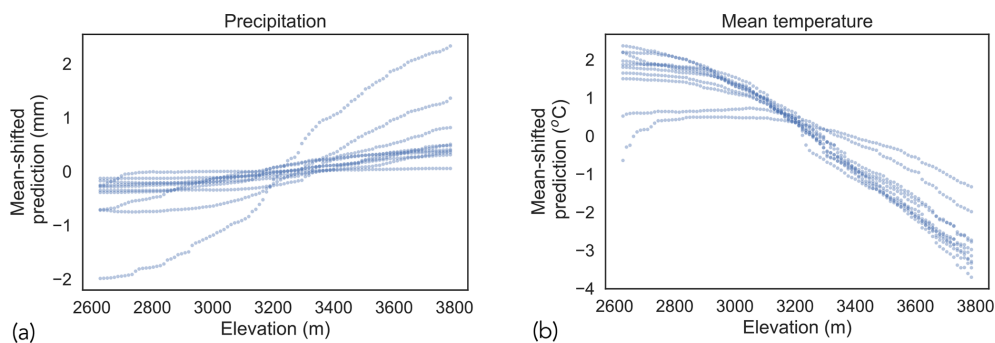 Precipitation
Mean-shifted
prediction (mm)
2
1
0
−1
−2
2600 2800 3000 3200 3400 3600 3800
Elevation (m)
(a)
Mean temperature
Mean-shifted
prediction (°C)
2
1
0
−1
−2
−3
−4
2600 2800 3000 3200 3400 3600 3800
Elevation (m)
(b)